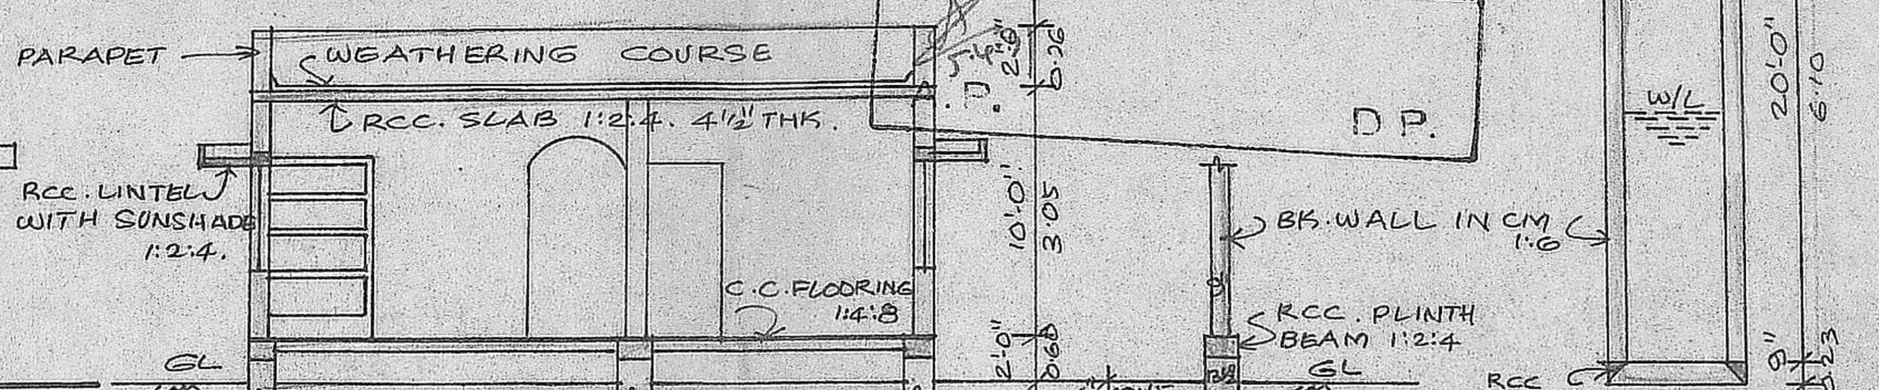 PARAPET
WEATHERING COURSE
RCC. SLAB 1:2:4. 4½" THK.
RCC. LINTEL
WITH SUNSHADE
1:2:4.
C.C. FLOORING
1:4:8
GL
10'-0"
3.05
2'-0"
0.60
D P.
BK. WALL IN CM
1:6
RCC. PLINTH
BEAM 1:2:4
GL
W/L
20'-0"
6.10
9"
RCC